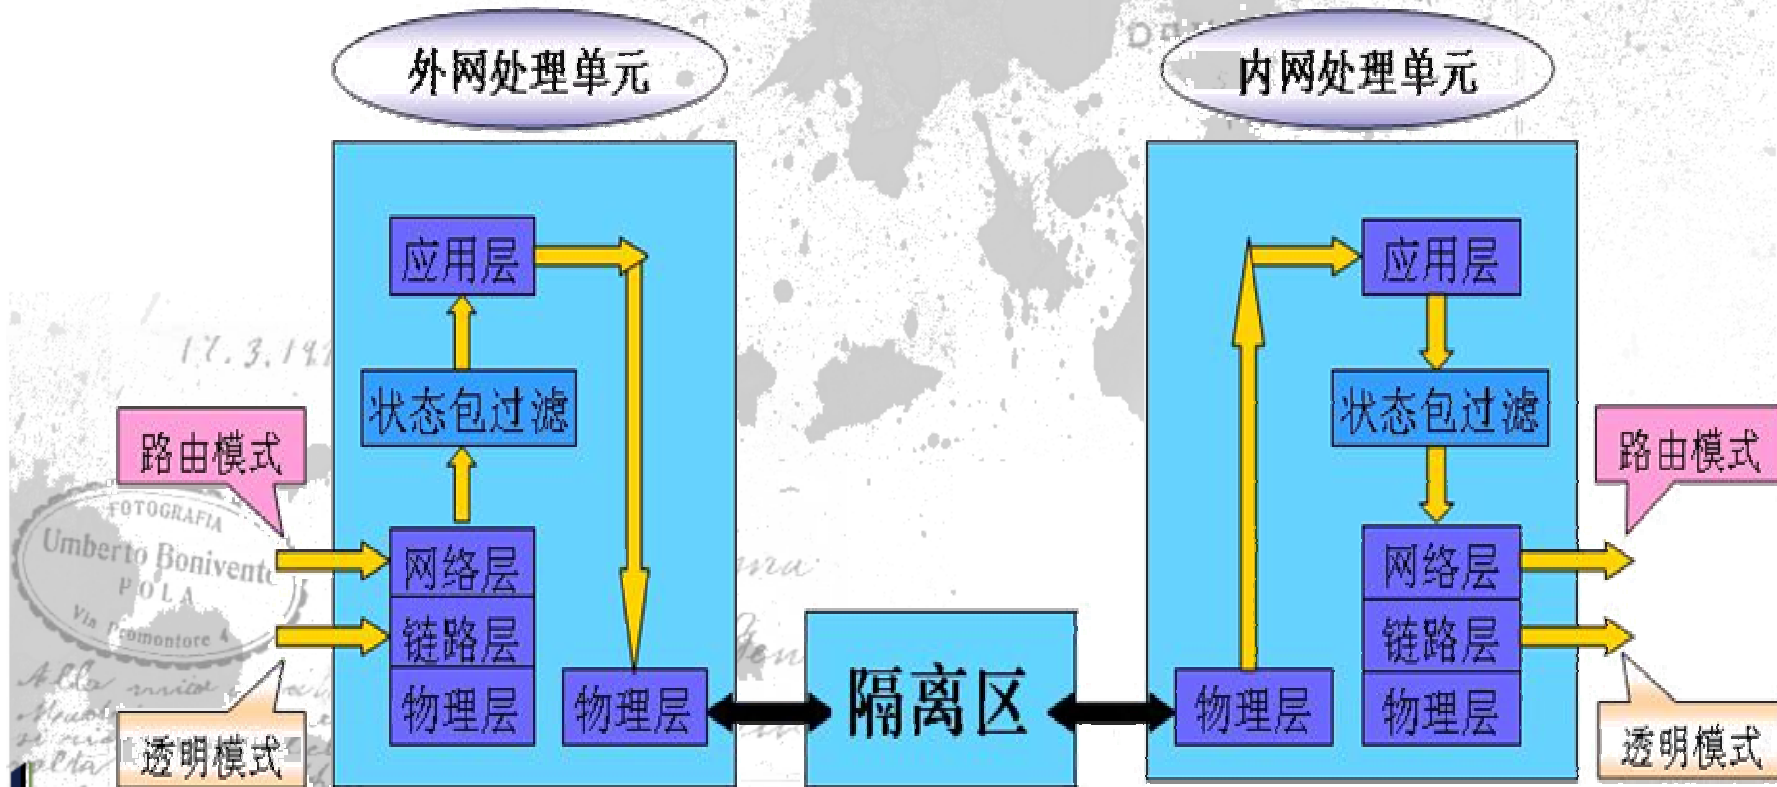 外网处理单元
内网处理单元
应用层
应用层
状态包过滤
状态包过滤
17.3.191
路由模式
路由模式
FOTOGRAFIA
Umberto Bonivento
POLA
Via Promontore 4
网络层
网络层
链路层
链路层
物理层
物理层
隔离区
物理层
物理层
透明模式
透明模式